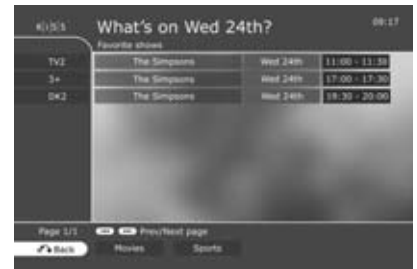 KISS What's on Wed 24th? 09:17
Favorite shows
TV2 The Simpsons Wed 24th 11:00 - 11:30
3+ The Simpsons Wed 24th 17:00 - 17:30
DK2 The Simpsons Wed 24th 19:30 - 20:00
Page 1/1 Prev/Next page
Back Movies Sports